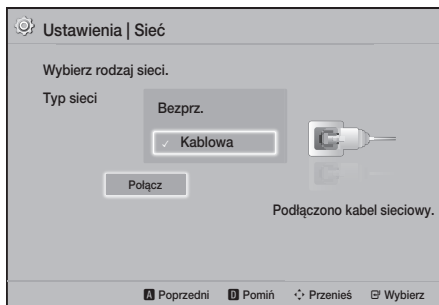 Ustawienia | Sieć
Wybierz rodzaj sieci.
Typ sieci
Bezprz.
✓ Kablowa
Połącz
Podłączono kabel sieciowy.
A Poprzedni D Pomiń Przenieś Wybierz